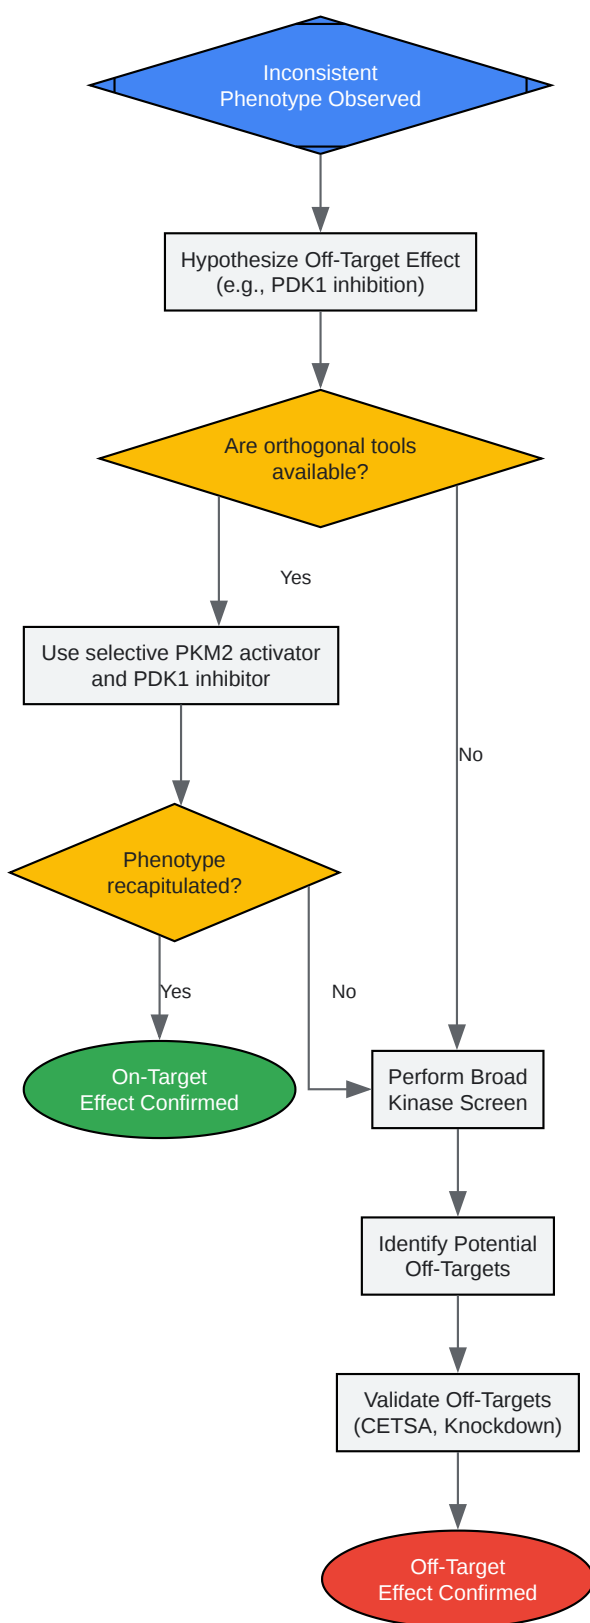 Inconsistent
Phenotype Observed
Hypothesize Off-Target Effect
(e.g., PDK1 inhibition)
Are orthogonal tools
available?
Yes
Use selective PKM2 activator
and PDK1 inhibitor
No
Phenotype
recapitulated?
Yes
No
On-Target
Effect Confirmed
Perform Broad
Kinase Screen
Identify Potential
Off-Targets
Validate Off-Targets
(CETSA, Knockdown)
Off-Target
Effect Confirmed